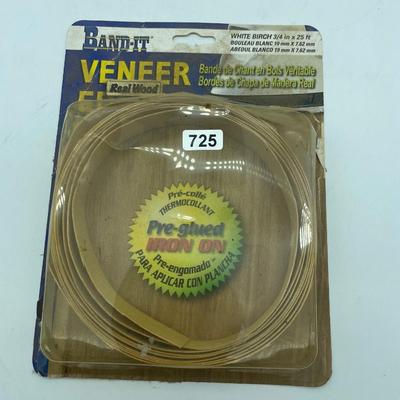 BAND-IT
VENEER
Real Wood
WHITE BIRCH 3/4 in X 25 ft
BOULEAU BLANC 19 mm X 7.62 mm
ABEDUL BLANCO 19 mm X 7.62 mm
Bande de Chant en Bois Véritable
Bordes de Chapa de Madera Real
725
Pré-collé
THERMOCOLLANT
Pre-glued
IRON ON
Pre-engomado –
PARA APLICAR CON PLANCHA